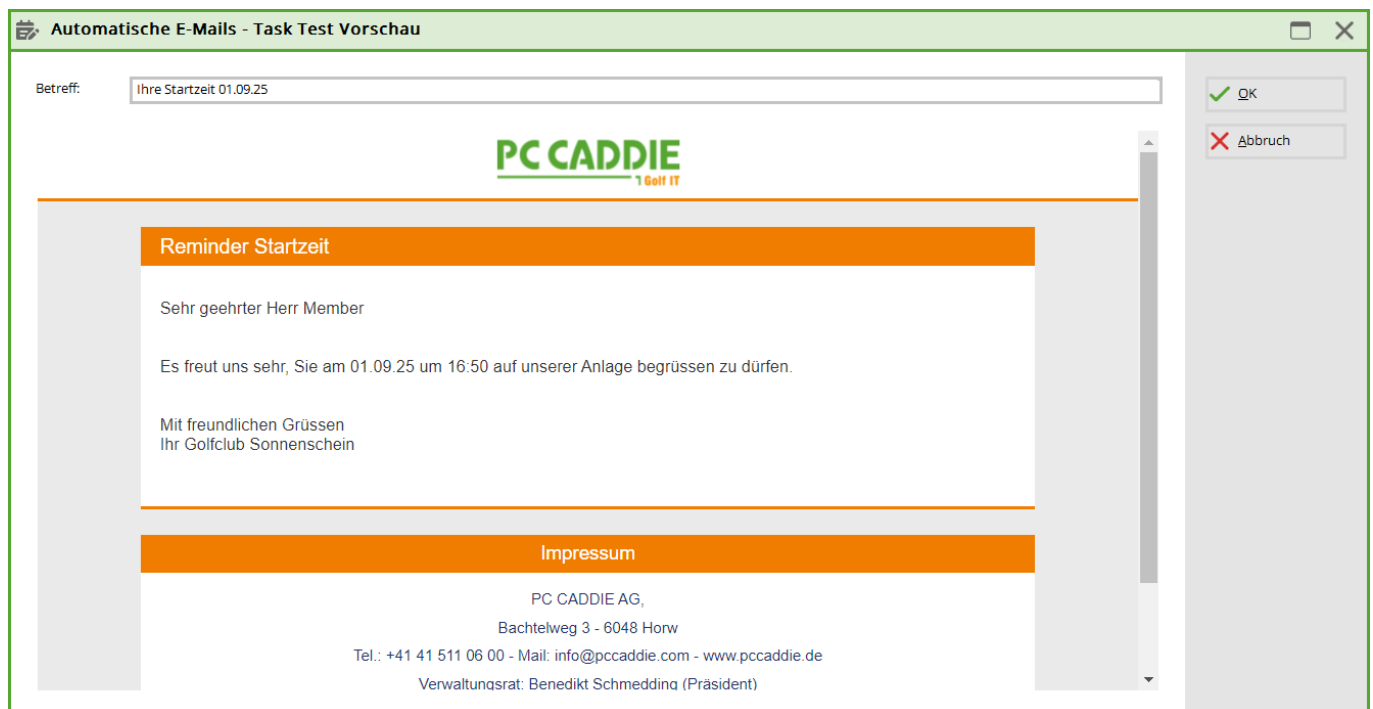 Automatische E-Mails - Task Test Vorschau
Betreff:
Ihre Startzeit 01.09.25
OK
Abbruch
PC CADDIE
Golf IT
Reminder Startzeit
Sehr geehrter Herr Member
Es freut uns sehr, Sie am 01.09.25 um 16:50 auf unserer Anlage begrüssen zu dürfen.
Mit freundlichen Grüssen
Ihr Golfclub Sonnenschein
Impressum
PC CADDIE AG,
Bachtelweg 3 - 6048 Horw
Tel.: +41 41 511 06 00 - Mail: info@pccaddie.com - www.pccaddie.de
Verwaltungsrat: Benedikt Schmedding (Präsident)